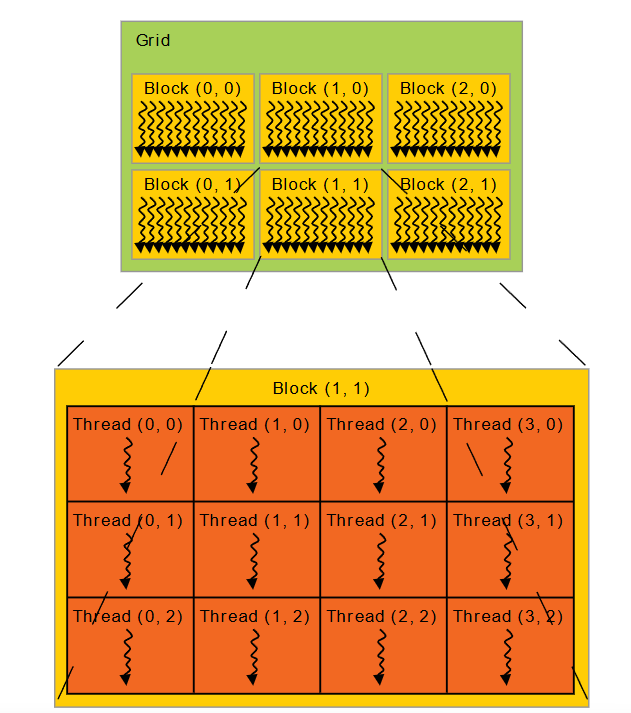 Grid
Block (0, 0) Block (1, 0) Block (2, 0)
Block (0, 1) Block (1, 1) Block (2, 1)
Block (1, 1)
Thread (0, 0) Thread (1, 0) Thread (2, 0) Thread (3, 0)
Thread (0, 1) Thread (1, 1) Thread (2, 1) Thread (3, 1)
Thread (0, 2) Thread (1, 2) Thread (2, 2) Thread (3, 2)